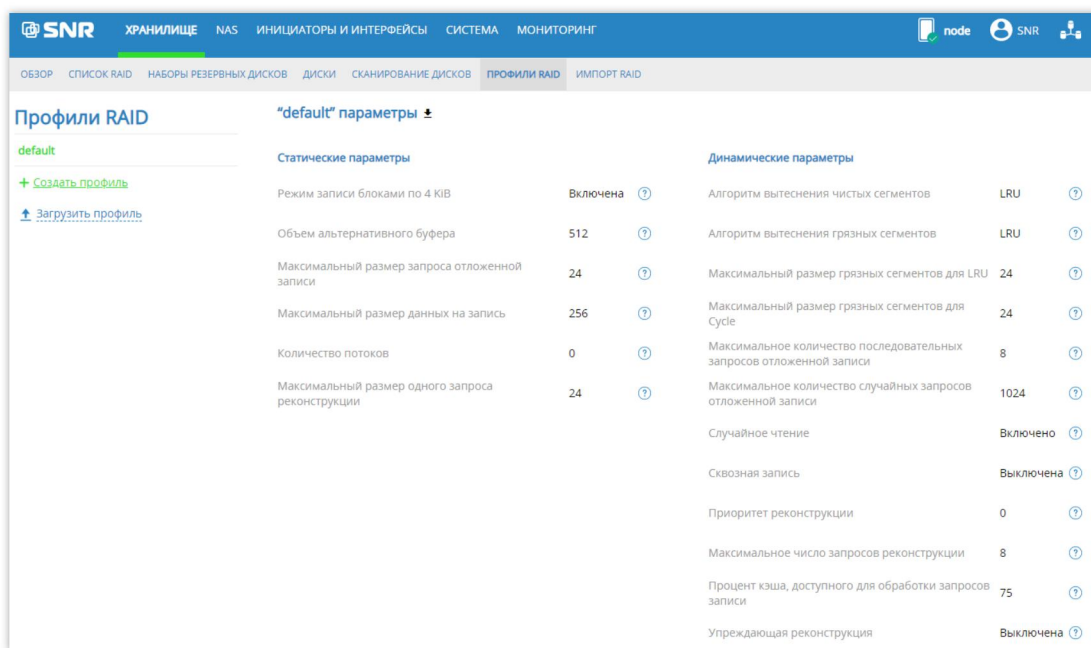 SNR
ХРАНИЛИЩЕ NAS ИНИЦИАТОРЫ И ИНТЕРФЕЙСЫ СИСТЕМА МОНИТОРИНГ node SNR
ОБЗОР СПИСОК RAID НАБОРЫ РЕЗЕРВНЫХ ДИСКОВ ДИСКИ СКАНИРОВАНИЕ ДИСКОВ ПРОФИЛИ RAID ИМПОРТ RAID
Профили RAID
default
+ Создать профиль
Загрузить профиль
“default” параметры
Статические параметры
Режим записи блоками по 4 KiB Включена ?
Объем альтернативного буфера 512 ?
Максимальный размер запроса отложенной
записи 24 ?
Максимальный размер данных на запись 256 ?
Количество потоков 0 ?
Максимальный размер одного запроса
реконструкции 24 ?
Динамические параметры
Алгоритм вытеснения чистых сегментов LRU ?
Алгоритм вытеснения грязных сегментов LRU ?
Максимальный размер грязных сегментов для LRU 24 ?
Максимальный размер грязных сегментов для
Cycle 24 ?
Максимальное количество последовательных
запросов отложенной записи 8 ?
Максимальное количество случайных запросов
отложенной записи 1024 ?
Случайное чтение Включено ?
Сквозная запись Выключена ?
Приоритет реконструкции 0 ?
Максимальное число запросов реконструкции 8 ?
Процент кэша, доступного для обработки запросов
записи 75 ?
Упреждающая реконструкция Выключена ?